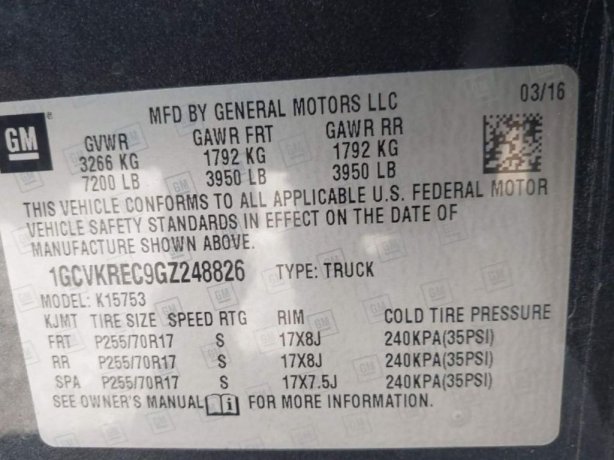 MFD BY GENERAL MOTORS LLC 03/16
GM
GVWR GAWR FRT GAWR RR
3266 KG 1792 KG 1792 KG
7200 LB 3950 LB 3950 LB
THIS VEHICLE CONFORMS TO ALL APPLICABLE U.S. FEDERAL MOTOR
VEHICLE SAFETY STANDARDS IN EFFECT ON THE DATE OF
MANUFACTURE SHOWN ABOVE.
1GCVKREC9GZ248826 TYPE: TRUCK
MODEL: K15753
KJMT TIRE SIZE SPEED RTG RIM COLD TIRE PRESSURE
FRT P255/70R17 S 17X8J 240KPA(35PSI)
RR P255/70R17 S 17X8J 240KPA(35PSI)
SPA P255/70R17 S 17X7.5J 240KPA(35PSI)
SEE OWNER'S MANUAL FOR MORE INFORMATION.